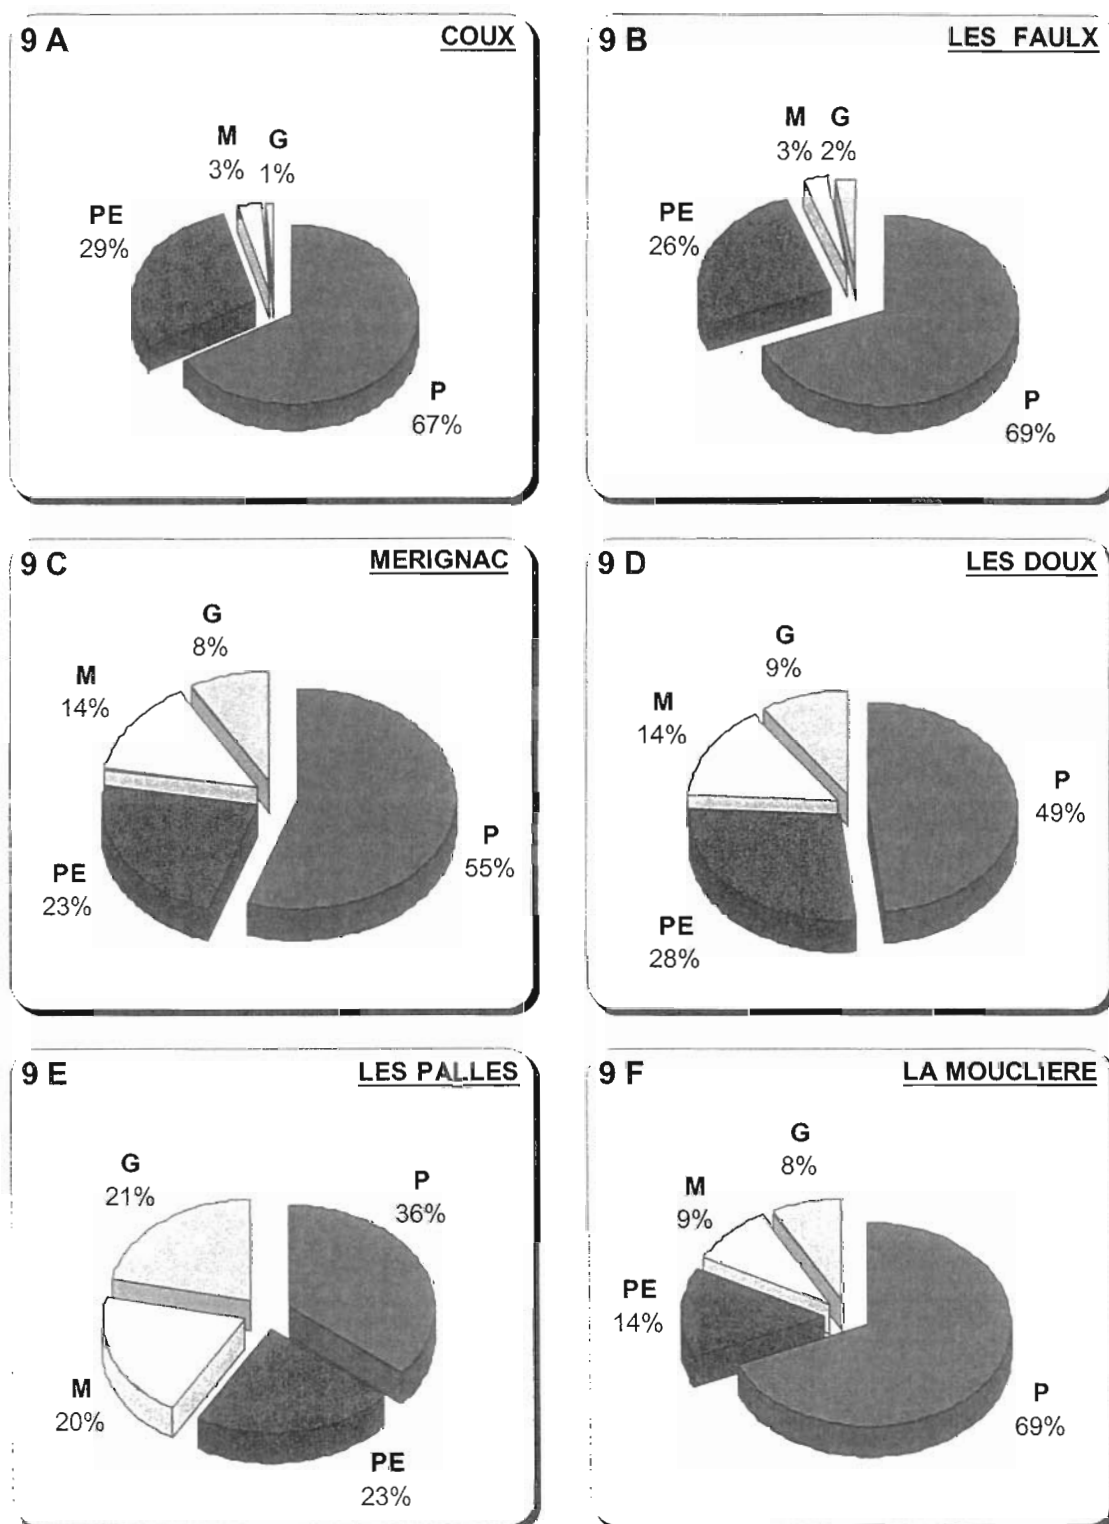 9 A
COUX
M
3%
G
1%
PE
29%
P
67%
9 B
LES FAULX
M
3%
G
2%
PE
26%
P
69%
9 C
MERIGNAC
G
8%
M
14%
PE
23%
P
55%
9 D
LES DOUX
G
9%
M
14%
P
49%
PE
28%
9 E
LES PALLES
G
21%
P
36%
M
20%
PE
23%
9 F
LA MOUCLIERE
G
8%
M
9%
PE
14%
P
69%